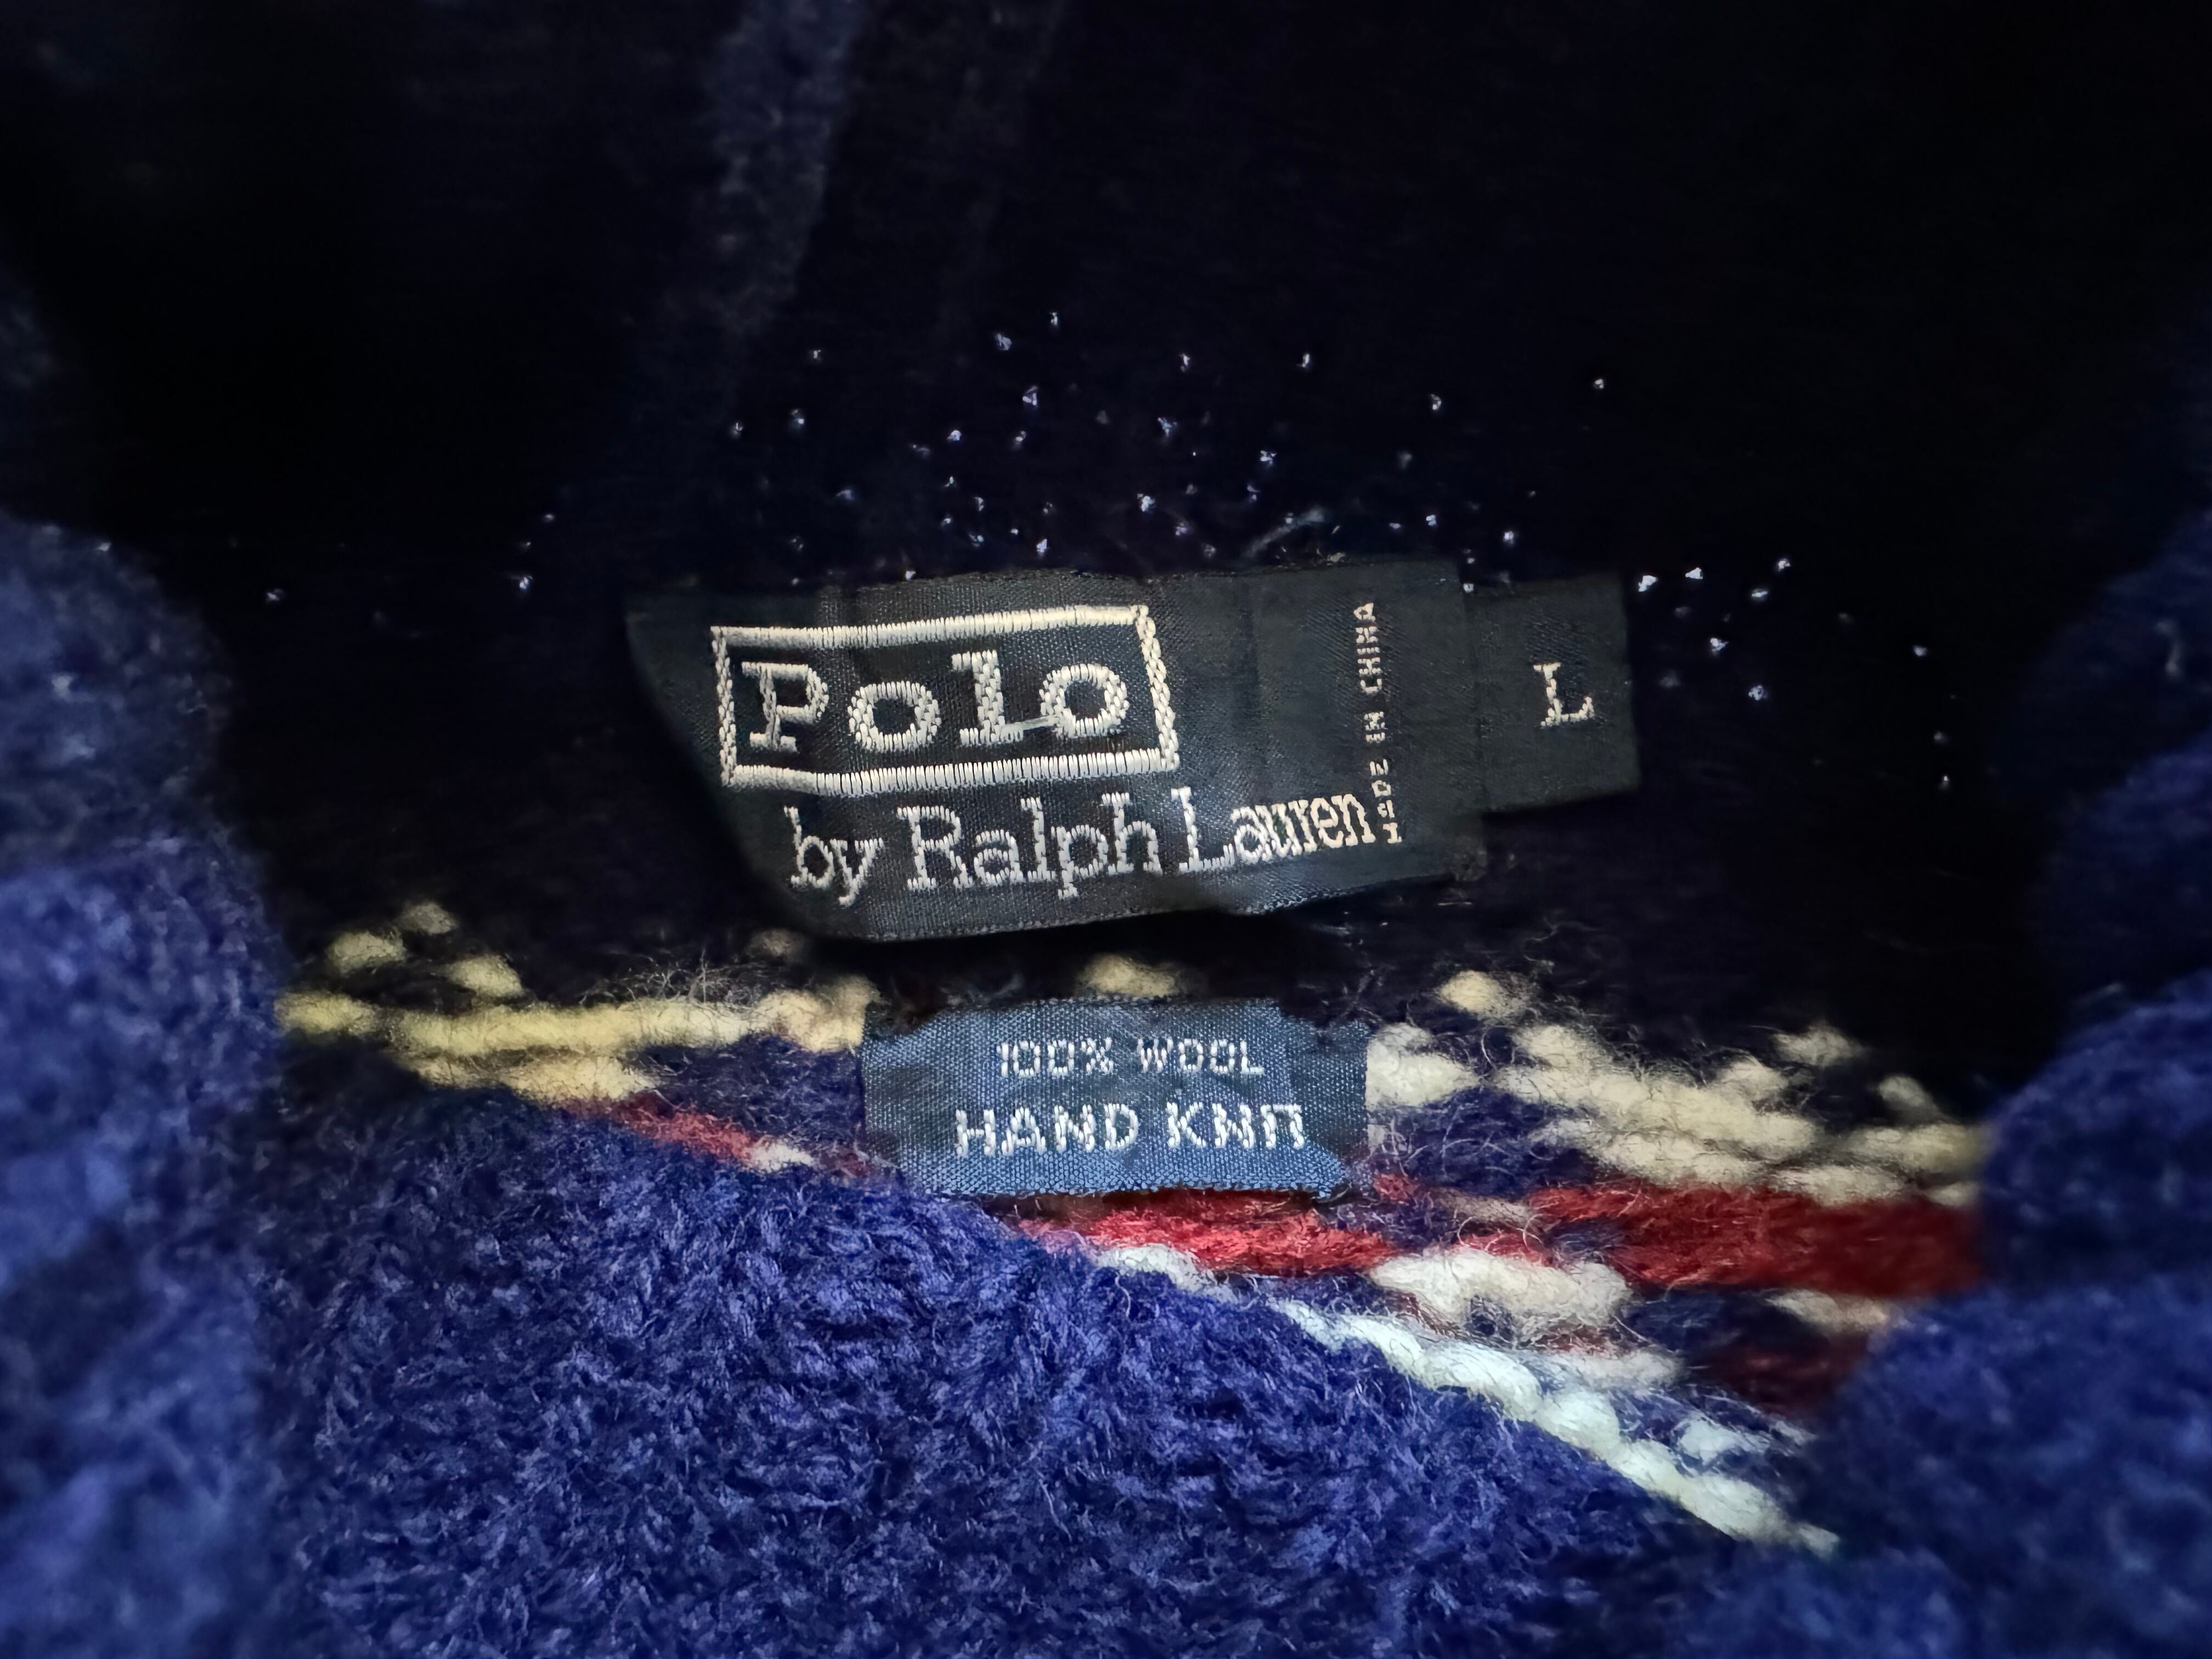 Polo
by Ralph Lauren
MADE IN CHINA
L
100% WOOL
HAND KNIT